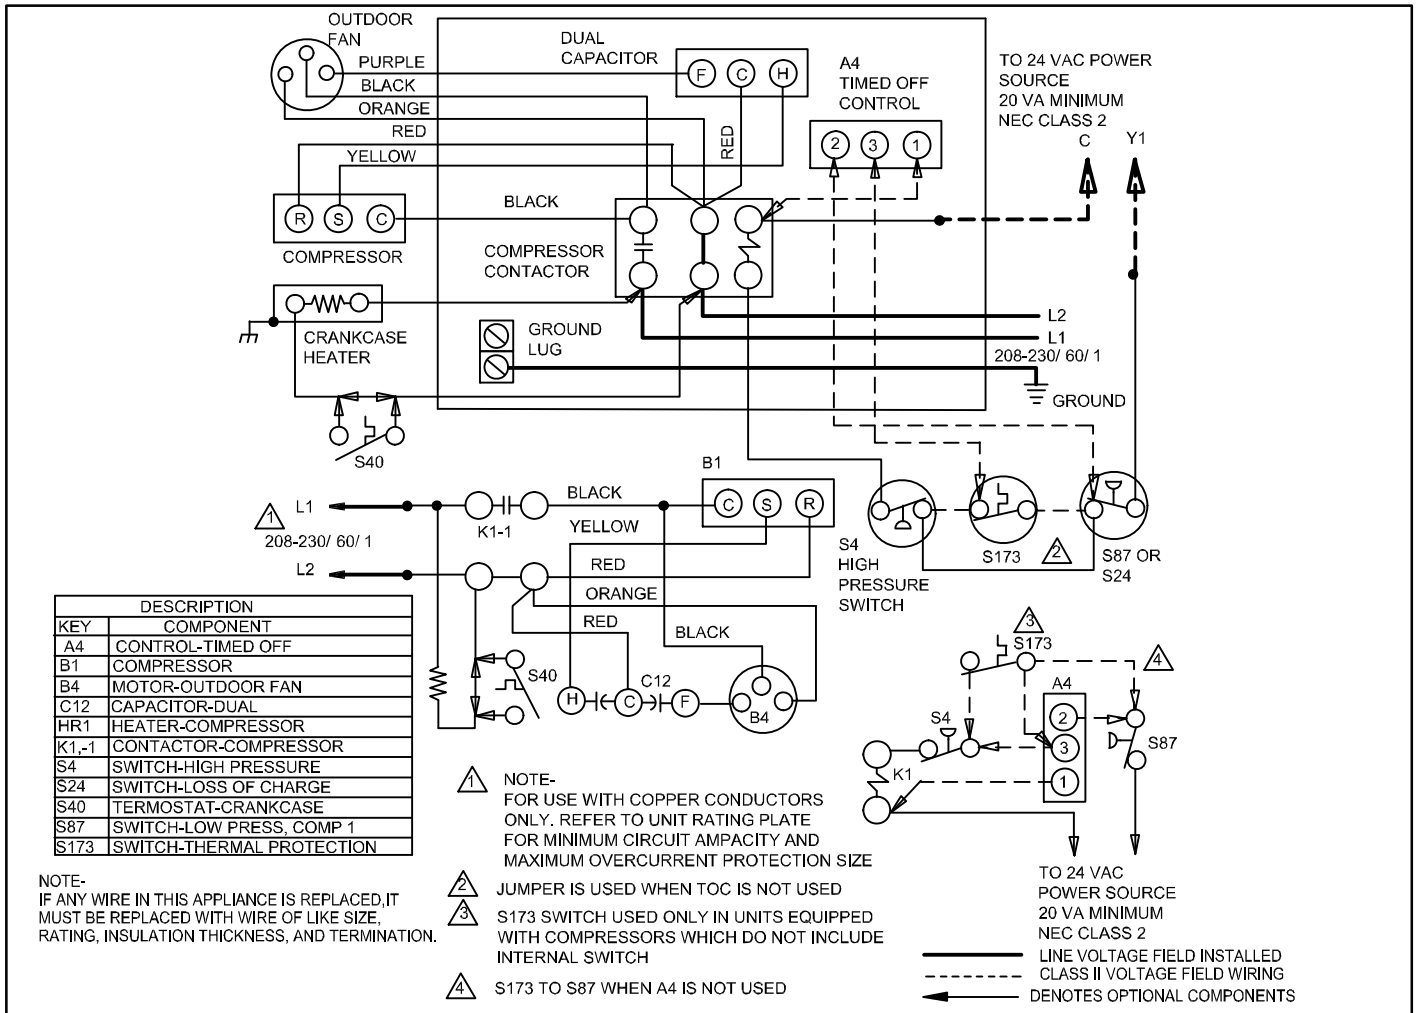 OUTDOOR
FAN
PURPLE
BLACK
ORANGE
RED
YELLOW
DUAL
CAPACITOR
F C H
RED
A4
TIMED OFF
CONTROL
2 3 1
TO 24 VAC POWER
SOURCE
20 VA MINIMUM
NEC CLASS 2
C Y1
R S C
COMPRESSOR
BLACK
COMPRESSOR
CONTACTOR
CRANKCASE
HEATER
GROUND
LUG
L2
L1
208-230/ 60/ 1
GROUND
S40
B1
C S R
1
L1
208-230/ 60/ 1
L2
K1-1
BLACK
YELLOW
RED
ORANGE
RED
BLACK
S40
H C F
C12
B4
S4
HIGH
PRESSURE
SWITCH
S173
2
S87 OR
S24
DESCRIPTION
KEY COMPONENT
A4 CONTROL-TIMED OFF
B1 COMPRESSOR
B4 MOTOR-OUTDOOR FAN
C12 CAPACITOR-DUAL
HR1 HEATER-COMPRESSOR
K1,-1 CONTACTOR-COMPRESSOR
S4 SWITCH-HIGH PRESSURE
S24 SWITCH-LOSS OF CHARGE
S40 TERMOSTAT-CRANKCASE
S87 SWITCH-LOW PRESS, COMP 1
S173 SWITCH-THERMAL PROTECTION
NOTE-
IF ANY WIRE IN THIS APPLIANCE IS REPLACED,IT
MUST BE REPLACED WITH WIRE OF LIKE SIZE,
RATING, INSULATION THICKNESS, AND TERMINATION.
1 NOTE-
FOR USE WITH COPPER CONDUCTORS
ONLY. REFER TO UNIT RATING PLATE
FOR MINIMUM CIRCUIT AMPACITY AND
MAXIMUM OVERCURRENT PROTECTION SIZE
2 JUMPER IS USED WHEN TOC IS NOT USED
3 S173 SWITCH USED ONLY IN UNITS EQUIPPED
WITH COMPRESSORS WHICH DO NOT INCLUDE
INTERNAL SWITCH
4 S173 TO S87 WHEN A4 IS NOT USED
3
S173
4
A4
2
3
1
S4
K1
S87
TO 24 VAC
POWER SOURCE
20 VA MINIMUM
NEC CLASS 2
LINE VOLTAGE FIELD INSTALLED
CLASS II VOLTAGE FIELD WIRING
DENOTES OPTIONAL COMPONENTS